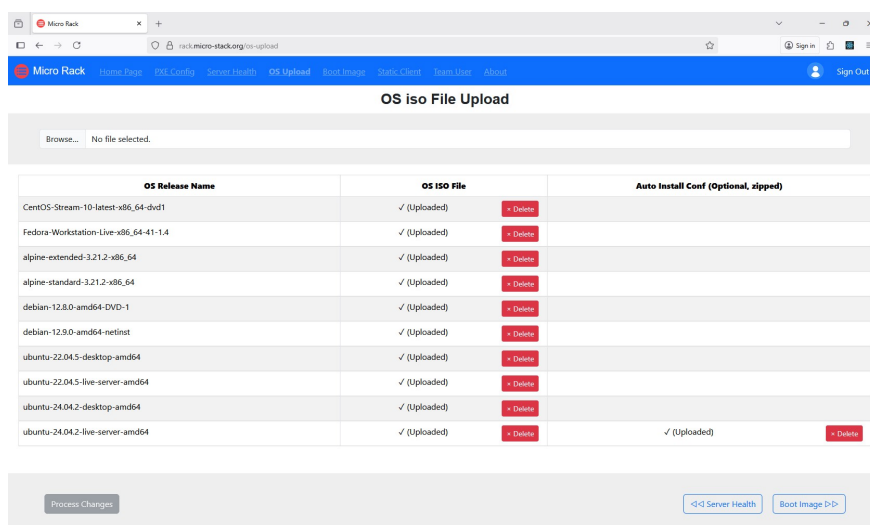 Micro Rack × +
rack.micro-stack.org/os-upload Sign in
Micro Rack Home Page PXE Config Server Health OS Upload Boot Image Static Client Team User About Sign Out
OS iso File Upload
Browse... No file selected.
OS Release Name OS ISO File Auto Install Conf (Optional, zipped)
CentOS-Stream-10-latest-x86_64-dvd1 ✓ (Uploaded) × Delete
Fedora-Workstation-Live-x86_64-41-1.4 ✓ (Uploaded) × Delete
alpine-extended-3.21.2-x86_64 ✓ (Uploaded) × Delete
alpine-standard-3.21.2-x86_64 ✓ (Uploaded) × Delete
debian-12.8.0-amd64-DVD-1 ✓ (Uploaded) × Delete
debian-12.9.0-amd64-netinst ✓ (Uploaded) × Delete
ubuntu-22.04.5-desktop-amd64 ✓ (Uploaded) × Delete
ubuntu-22.04.5-live-server-amd64 ✓ (Uploaded) × Delete
ubuntu-24.04.2-desktop-amd64 ✓ (Uploaded) × Delete
ubuntu-24.04.2-live-server-amd64 ✓ (Uploaded) × Delete ✓ (Uploaded) × Delete
Process Changes ◁◁ Server Health Boot Image ▷▷